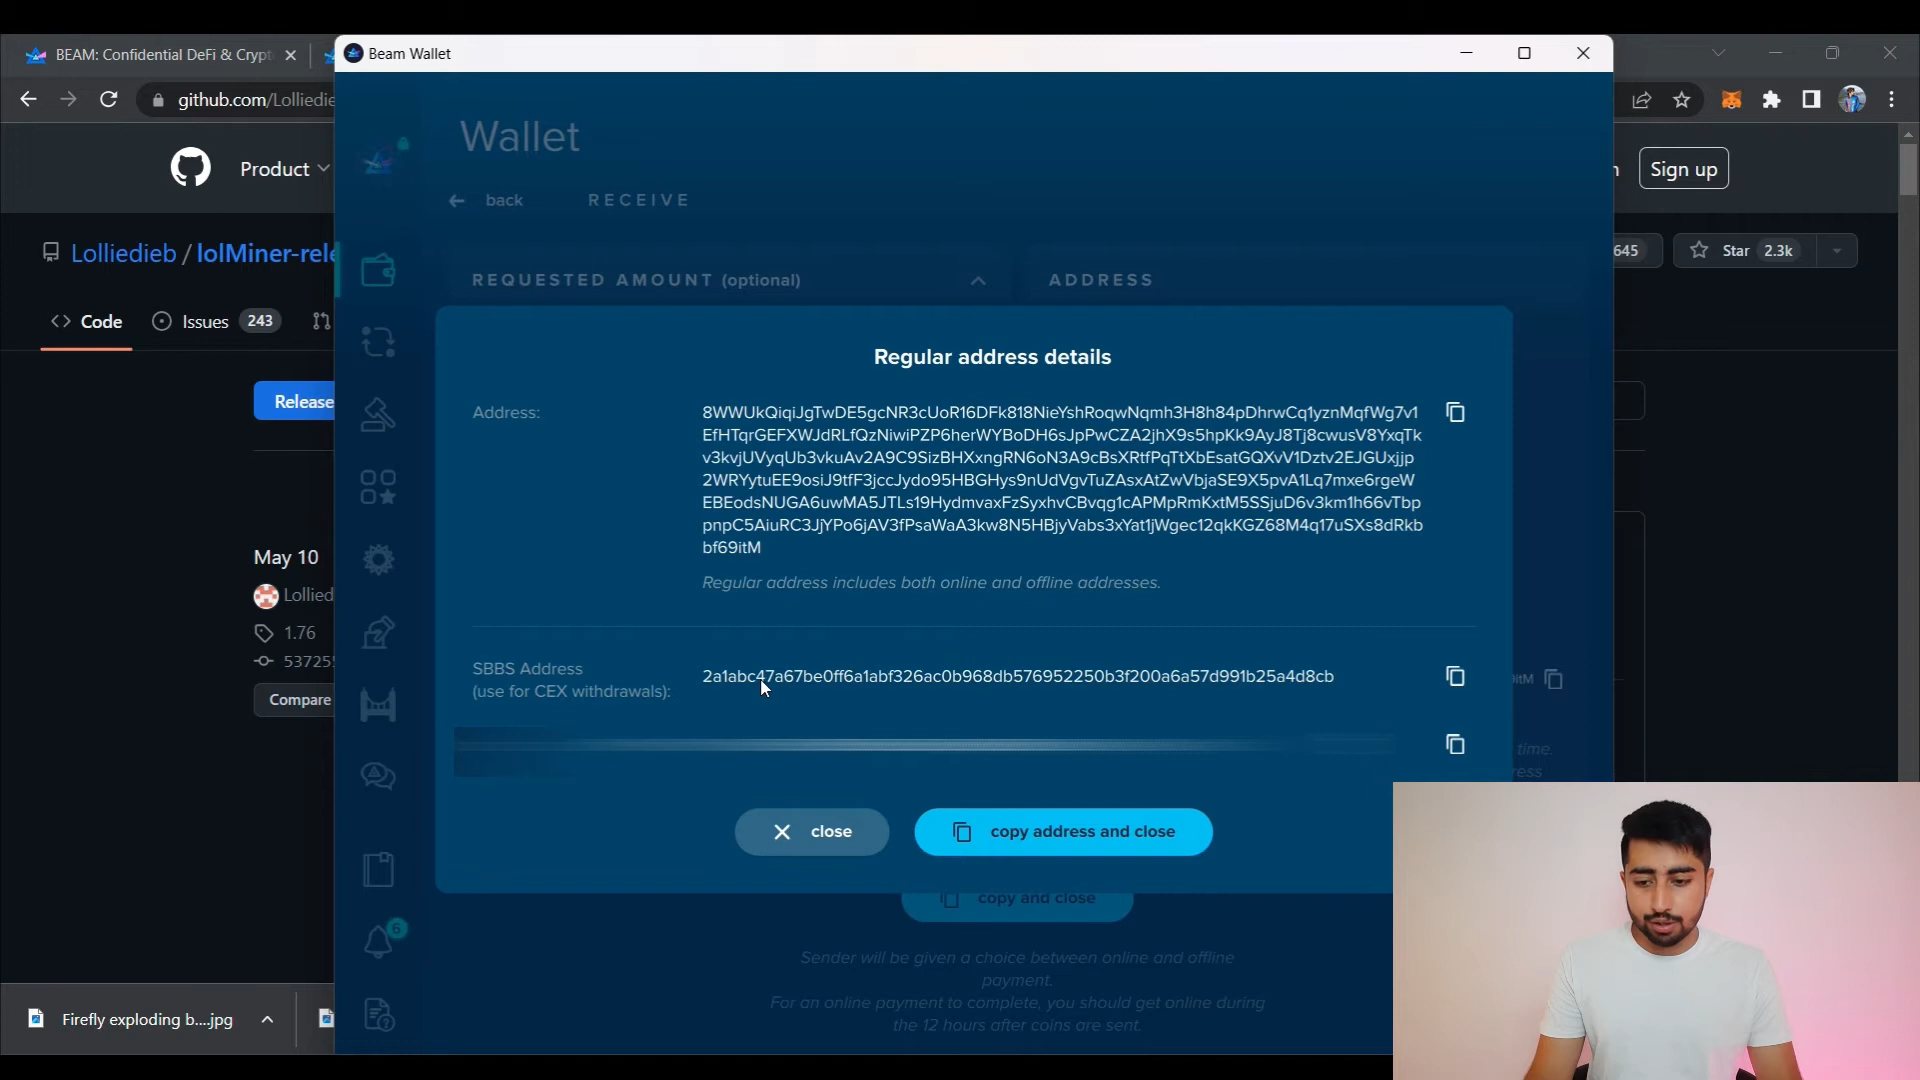 BEAM: Confidential DeFi & Crypt
Beam Wallet
github.com/Lolliedie
Product
Sign up
Lolliedieb / lolMiner-rele
645
Star 2.3k
Code
Issues 243
Release
May 10
Lollied
1.76
53725
Compare
Wallet
back
RECEIVE
REQUESTED AMOUNT (optional)
ADDRESS
Regular address details
Address:
8WWUkQiqiJgTwDE5gcNR3cUoR16DFk818NieYshRoqwNqmh3H8h84pDhrwCq1yznMqfWg7v1
EfHTqrGEFXWJdRLfQzNiwiPZP6herWYBoDH6sJpPwCZA2jhX9s5hpKk9AyJ8Tj8cwusV8YxqTk
v3kvjUVyqUb3vkuAv2A9C9SizBHXxngRN6oN3A9cBsXRtfPqTtXbEsatGQXvV1Dztv2EJGUxjjp
2WRYytuEE9osiJ9tfF3jccJydo95HBGHys9nUdVgvTuZAsxAtZwVbjaSE9X5pvA1Lq7mxe6rgeW
EBEodsNUGA6uwMA5JTLs19HydmvaxFzSyxhvCBvqg1cAPMpRmKxtM5SSjuD6v3km1h66vTbp
pnpC5AiuRC3JjYPo6jAV3fPsaWaA3kw8N5HBjyVabs3xYat1jWgec12qkKGZ68M4q17uSXs8dRkb
bf69itM
Regular address includes both online and offline addresses.
SBBS Address
(use for CEX withdrawals):
2a1abc47a67be0ff6a1abf326ac0b968db576952250b3f200a6a57d991b25a4d8cb
itM
time.
ress
close
copy address and close
copy and close
6
Sender will be given a choice between online and offline
payment.
For an online payment to complete, you should get online during
the 12 hours after coins are sent.
Firefly exploding b....jpg